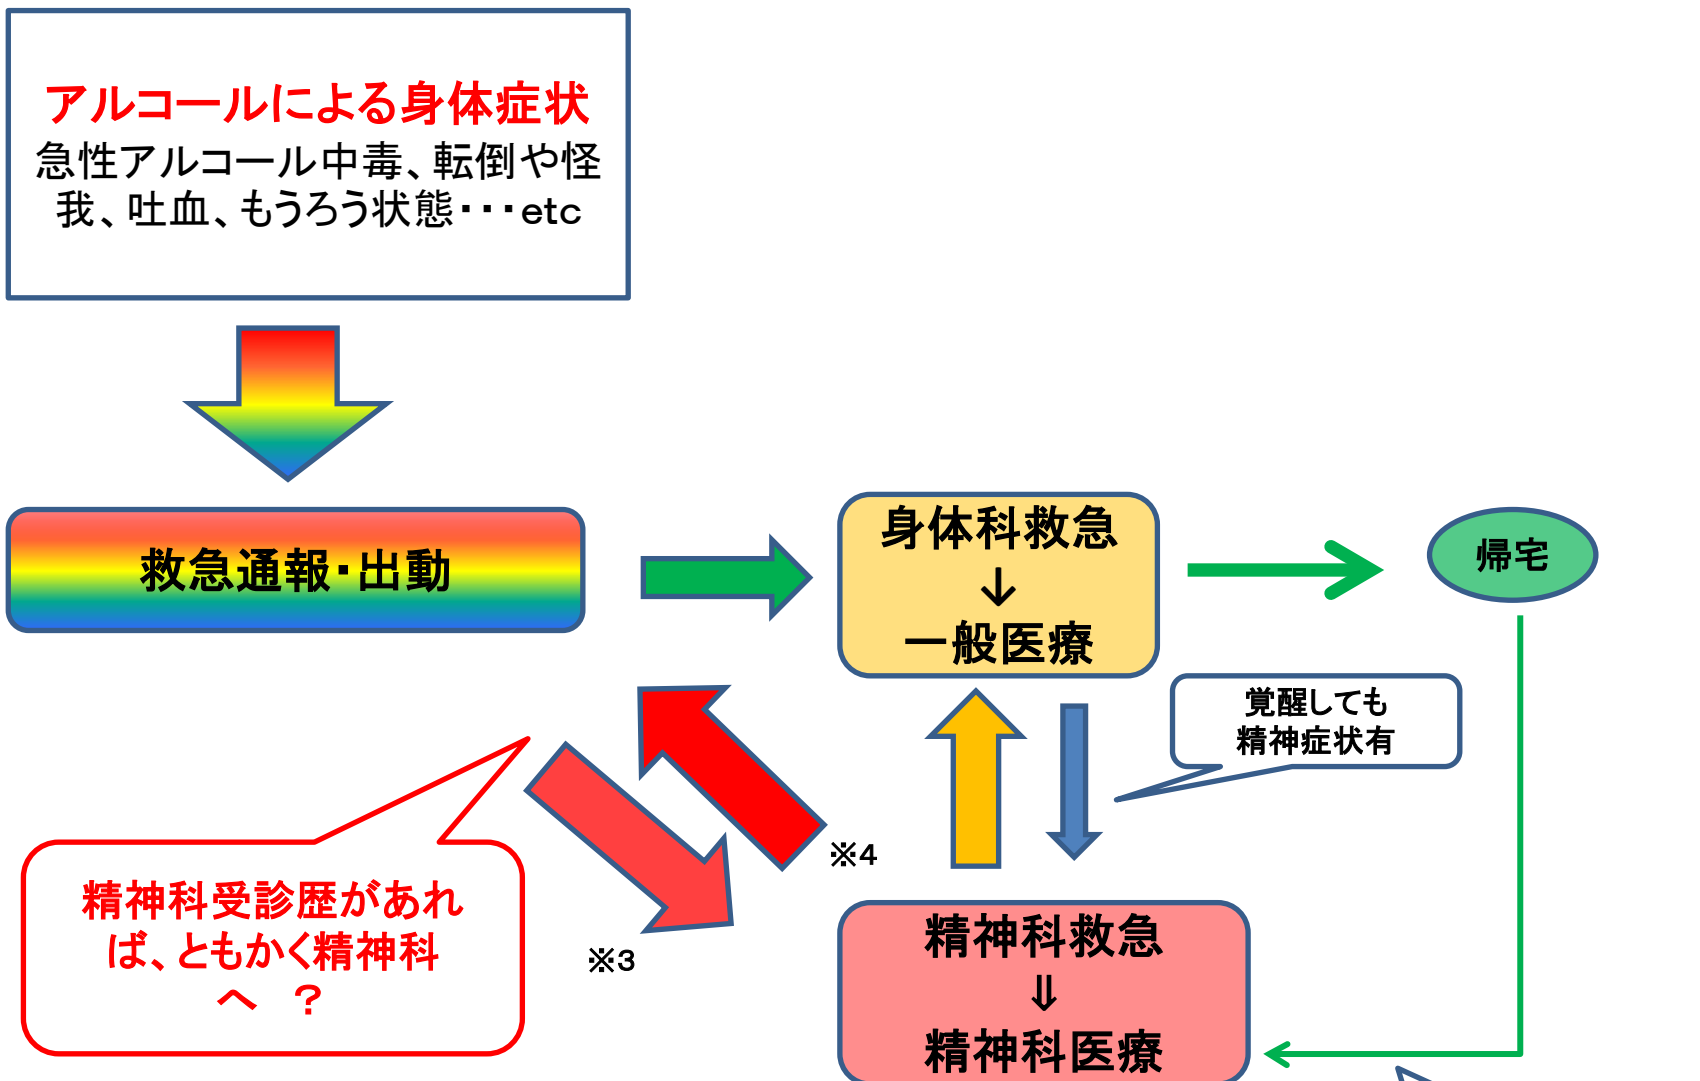 アルコールによる身体症状
急性アルコール中毒、転倒や怪
我、吐血、もうろう状態・・・etc
救急通報・出動
身体科救急
↓
一般医療
帰宅
覚醒しても
精神症状有
※4
精神科受診歴があれ
ば、ともかく精神科
へ　？
※3
精神科救急
⇓
精神科医療